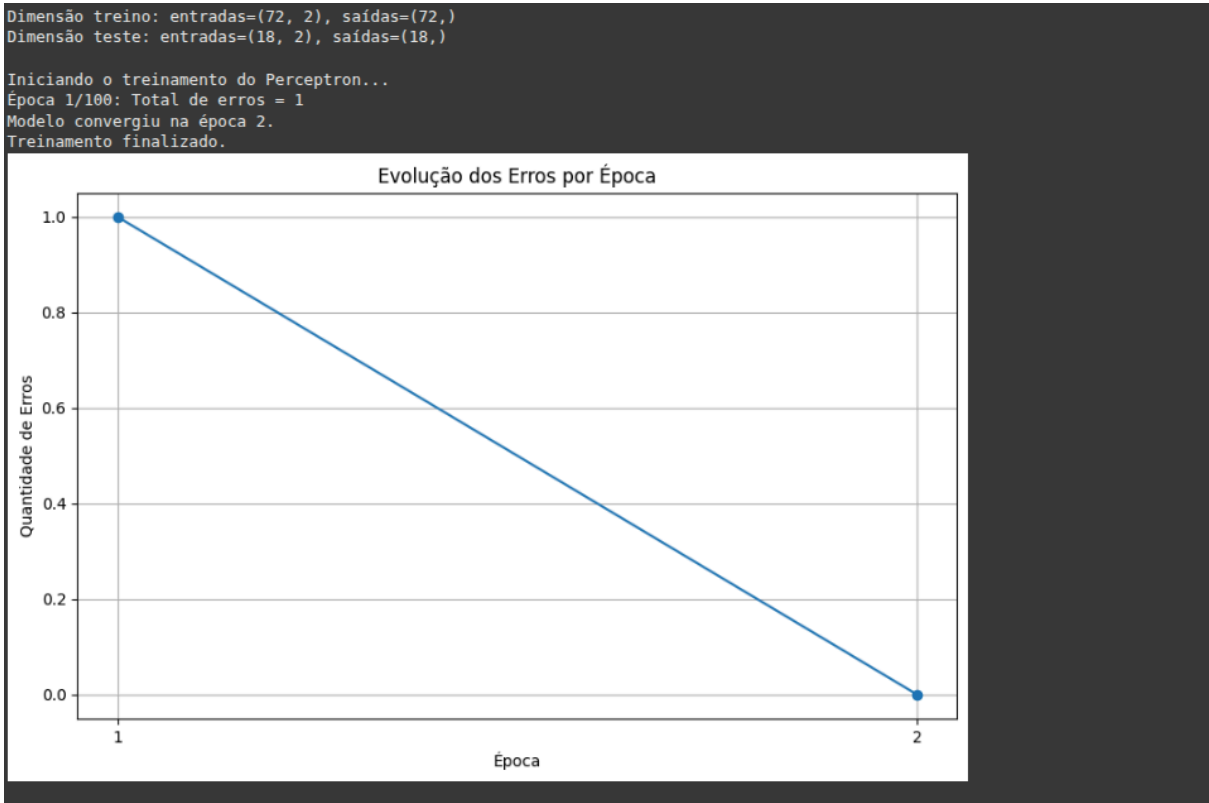 Dimensão treino: entradas=(72, 2), saídas=(72,)
Dimensão teste: entradas=(18, 2), saídas=(18,)
Iniciando o treinamento do Perceptron...
Época 1/100: Total de erros = 1
Modelo convergiu na época 2.
Treinamento finalizado.
Evolução dos Erros por Época
1.0
0.8
0.6
0.4
0.2
0.0
Quantidade de Erros
1
2
Época